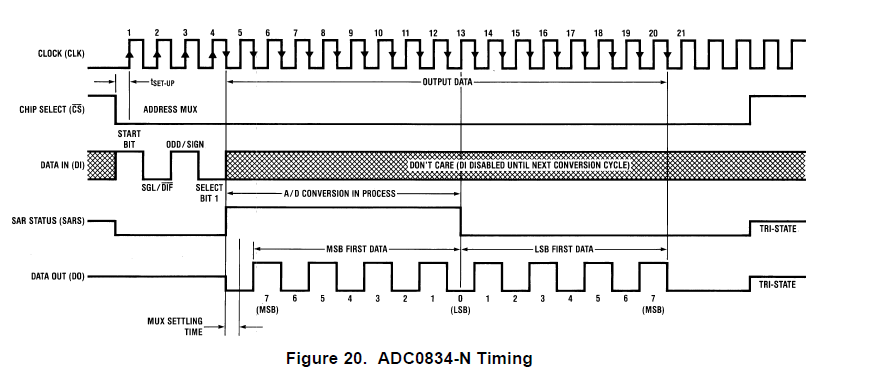 1 2 3 4 5 6 7 8 9 10 11 12 13 14 15 16 17 18 19 20 21
CLOCK (CLK)
tSET-UP
OUTPUT DATA
CHIP SELECT (C̅S̅)
ADDRESS MUX
START
BIT
ODD/SIGN
DATA IN (DI)
DON'T CARE (DI DISABLED UNTIL NEXT CONVERSION CYCLE)
SGL/D̅I̅F̅
SELECT
BIT 1
A/D CONVERSION IN PROCESS
SAR STATUS (SARS)
TRI-STATE
MSB FIRST DATA
LSB FIRST DATA
DATA OUT (DO)
TRI-STATE
7 6 5 4 3 2 1 0 1 2 3 4 5 6 7
(MSB) (LSB) (MSB)
MUX SETTLING
TIME
Figure 20. ADC0834-N Timing